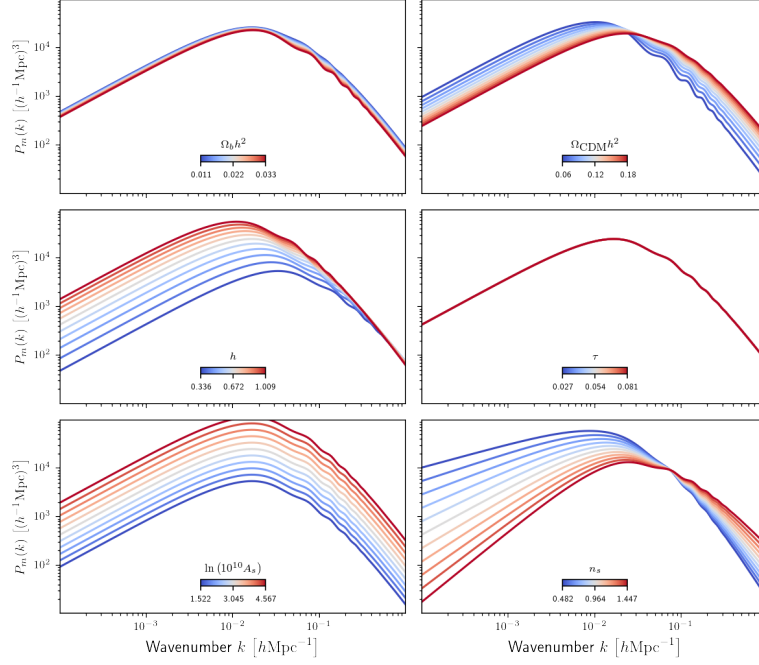 P_m(k) [(h^{-1}Mpc)^3]
10^4
10^3
10^2
Ω_b h^2
0.011 0.022 0.033
Ω_CDM h^2
0.06 0.12 0.18
P_m(k) [(h^{-1}Mpc)^3]
10^4
10^3
10^2
h
0.336 0.672 1.009
τ
0.027 0.054 0.081
P_m(k) [(h^{-1}Mpc)^3]
10^4
10^3
10^2
ln (10^{10} A_s)
1.522 3.045 4.567
n_s
0.482 0.964 1.447
10^{-3} 10^{-2} 10^{-1}
10^{-3} 10^{-2} 10^{-1}
Wavenumber k [hMpc^{-1}]
Wavenumber k [hMpc^{-1}]